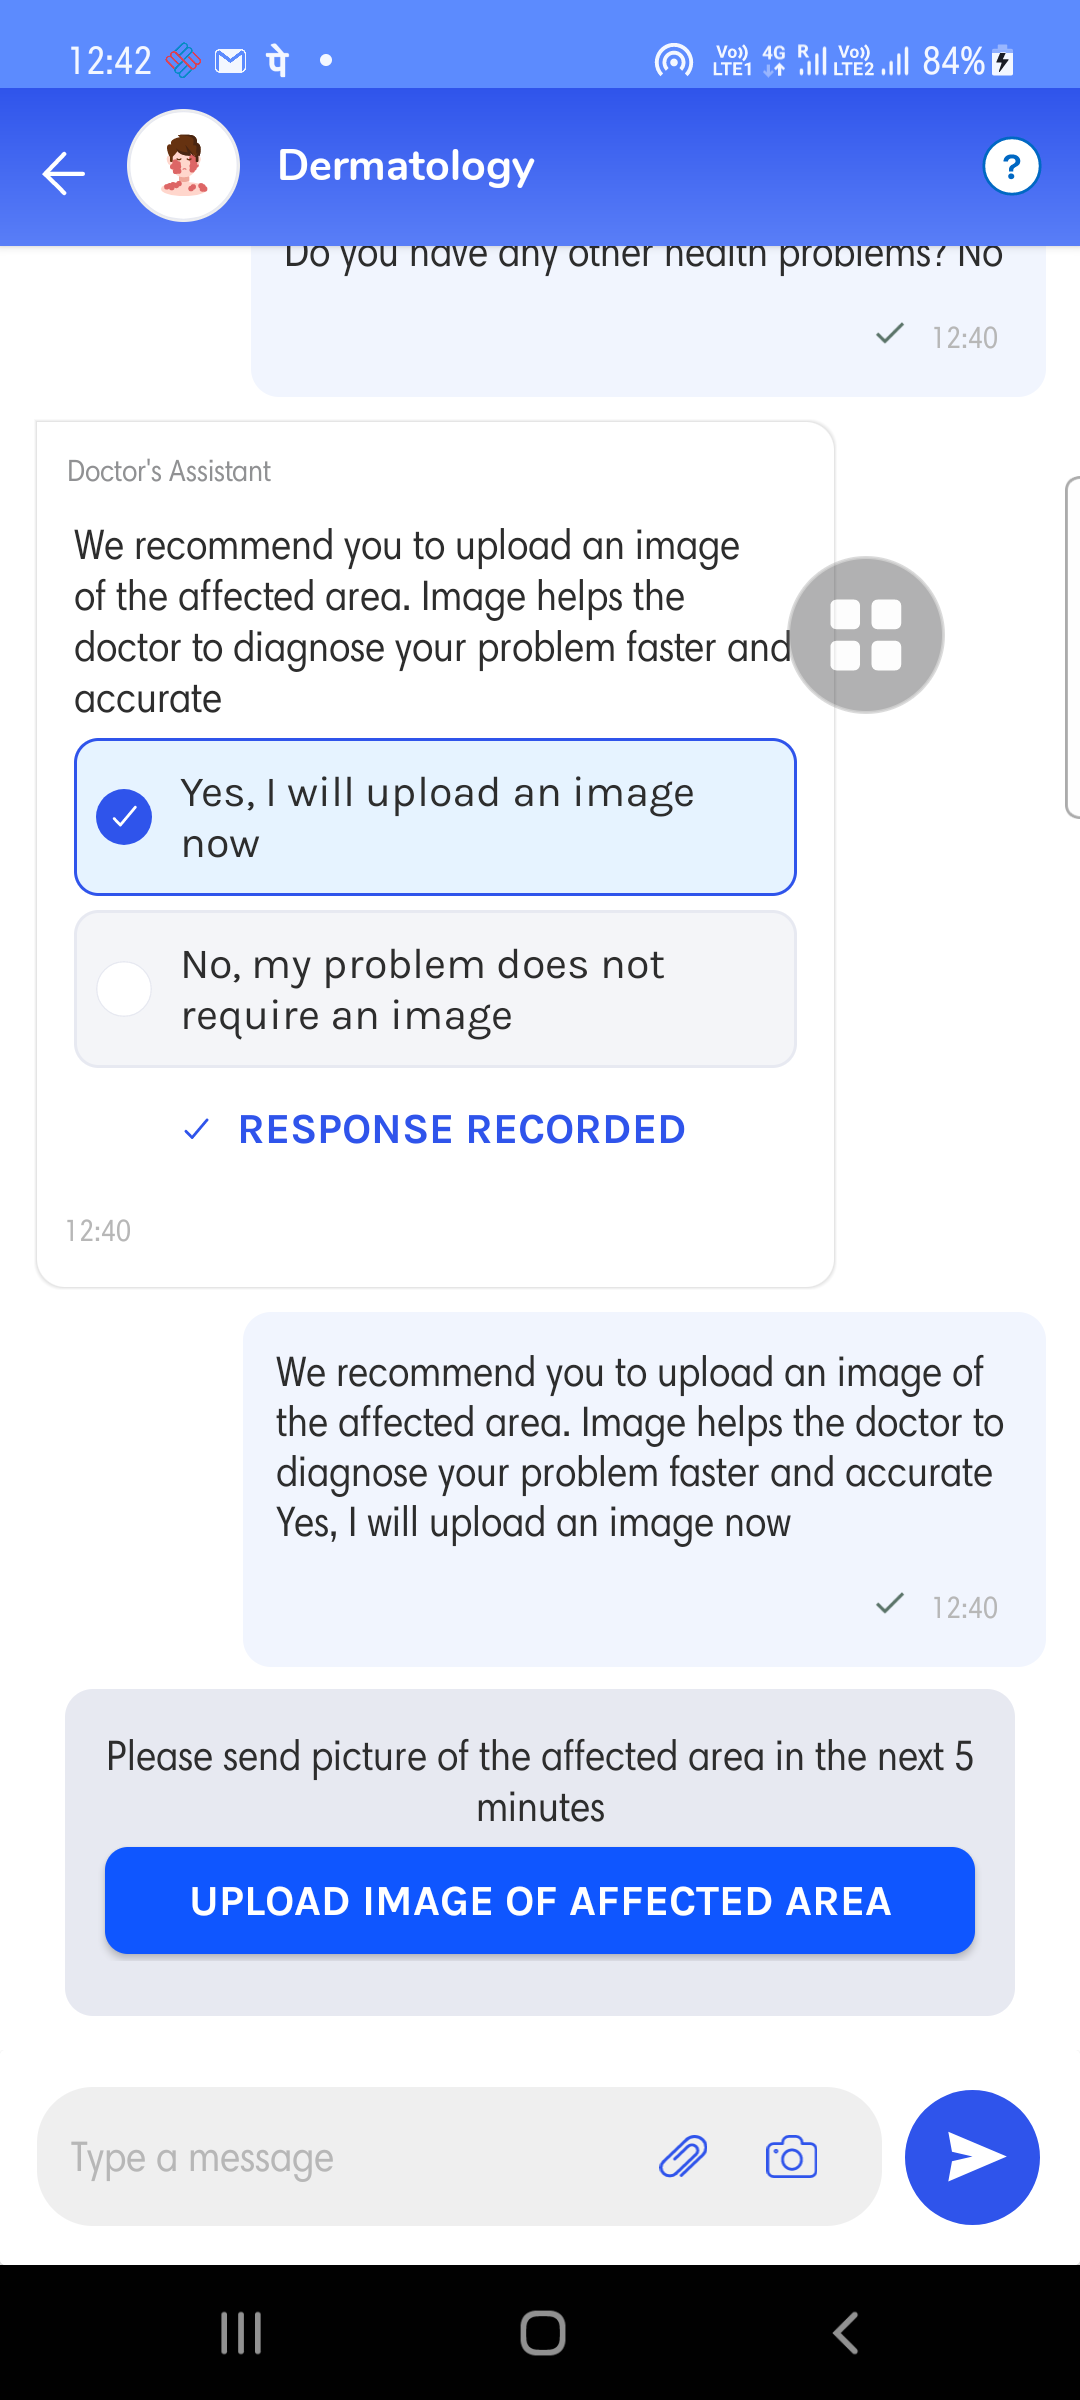 12:42 पे
Vo)) LTE1 4G R Vo)) LTE2 84%
Dermatology
?
Do you have any other health problems? No
12:40
Doctor's Assistant
We recommend you to upload an image
of the affected area. Image helps the
doctor to diagnose your problem faster and
accurate
Yes, I will upload an image
now
No, my problem does not
require an image
RESPONSE RECORDED
12:40
We recommend you to upload an image of
the affected area. Image helps the doctor to
diagnose your problem faster and accurate
Yes, I will upload an image now
12:40
Please send picture of the affected area in the next 5
minutes
UPLOAD IMAGE OF AFFECTED AREA
Type a message